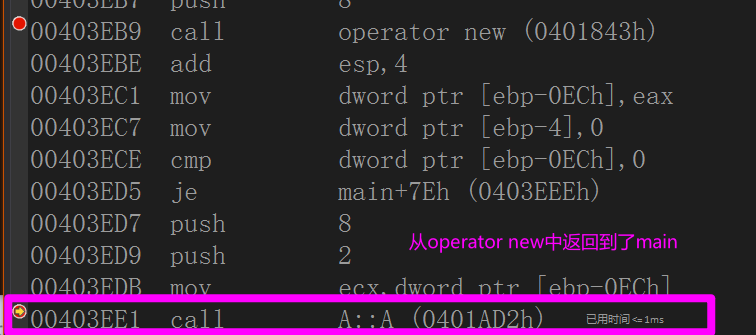 00403EB7 push 8
00403EB9 call operator new (0401843h)
00403EBE add esp,4
00403EC1 mov dword ptr [ebp-0ECh],eax
00403EC7 mov dword ptr [ebp-4],0
00403ECE cmp dword ptr [ebp-0ECh],0
00403ED5 je main+7Eh (0403EEEh)
00403ED7 push 8
从operator new中返回到了main
00403ED9 push 2
00403EDB mov ecx,dword ptr [ebp-0ECh]
00403EE1 call A::A (0401AD2h) 已用时间 <= 1ms